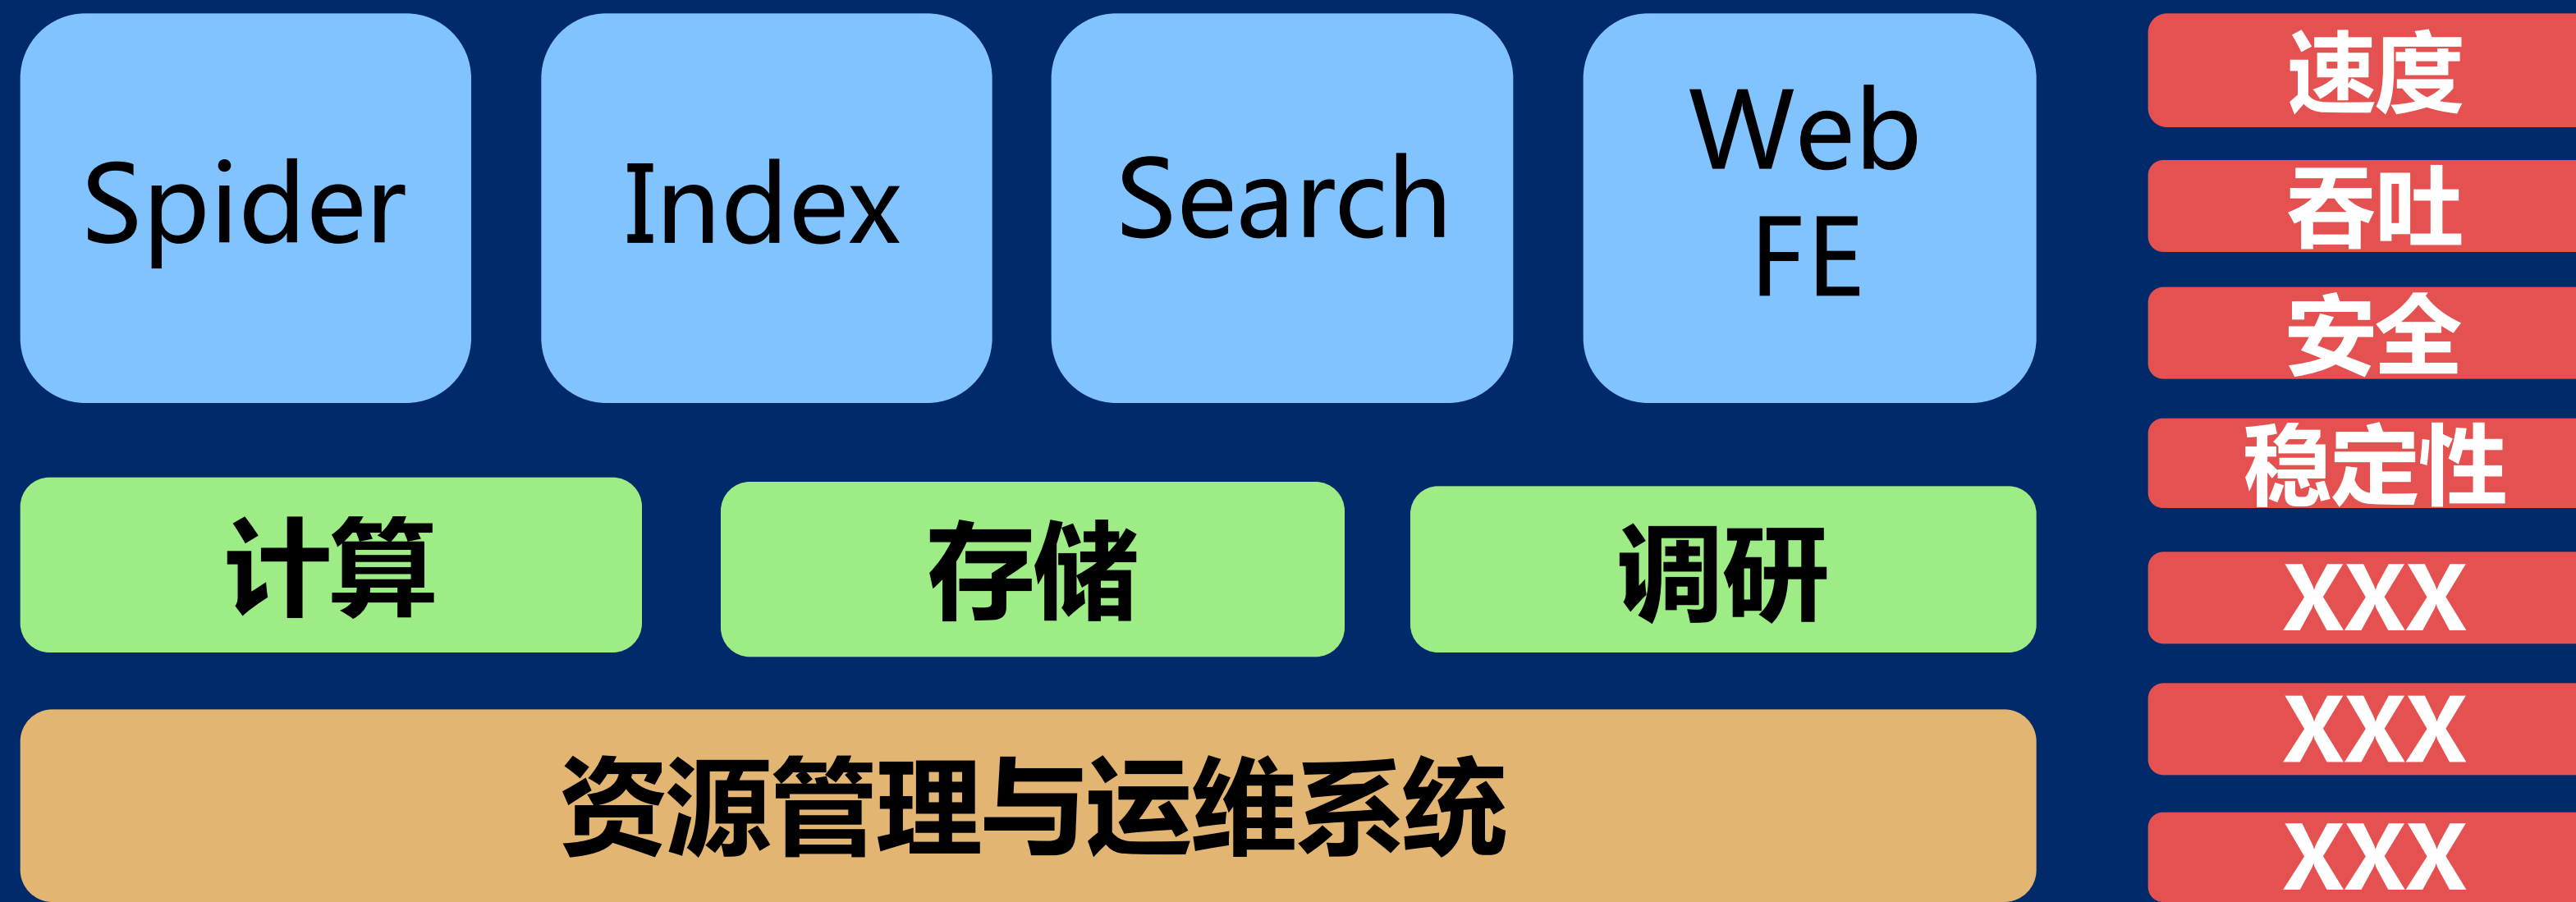 Spider
Index
Search
Web
FE
计算
存储
调研
资源管理与运维系统
速度
吞吐
安全
稳定性
XXX
XXX
XXX